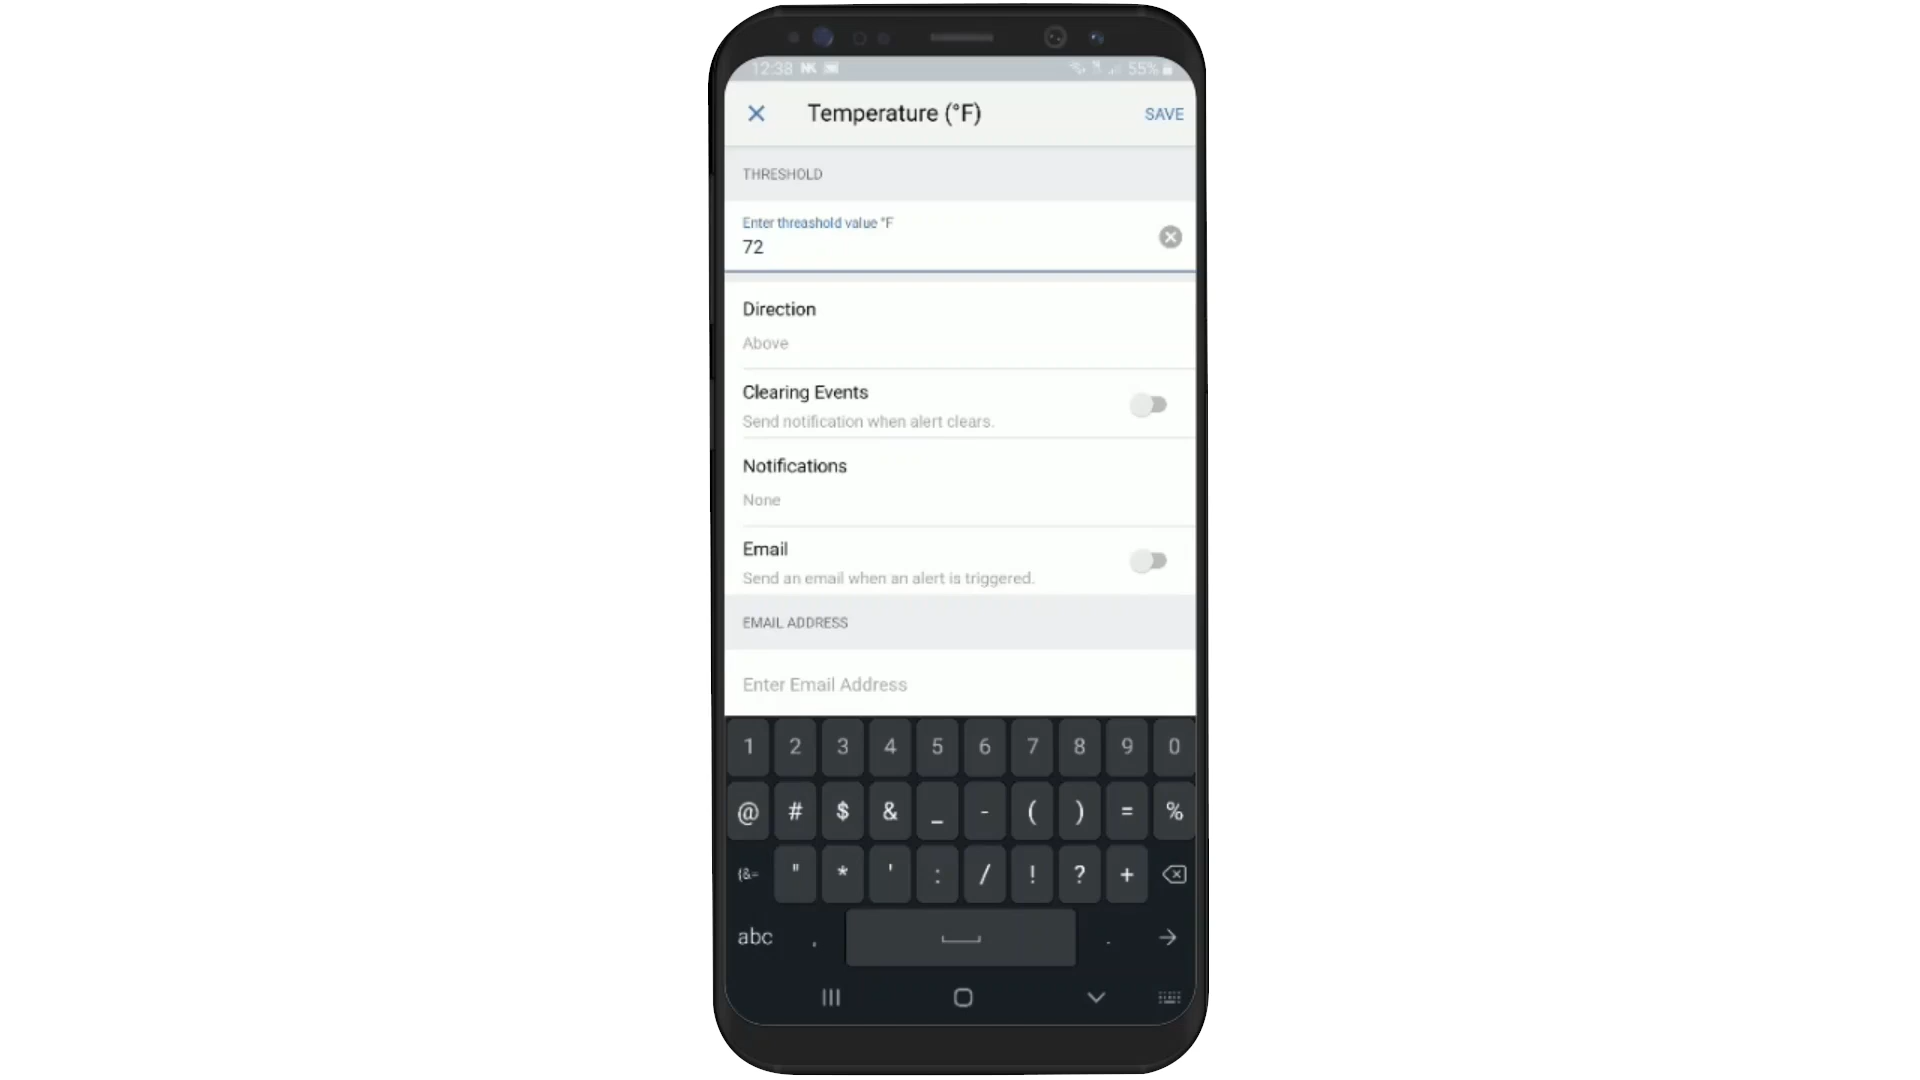 12:38 NK 55%
Temperature (°F) SAVE
THRESHOLD
Enter threashold value °F
72
Direction
Above
Clearing Events
Send notification when alert clears.
Notifications
None
Email
Send an email when an alert is triggered.
EMAIL ADDRESS
Enter Email Address
1 2 3 4 5 6 7 8 9 0
@ # $ & _ - ( ) = %
{&= " * ' : / ! ? +
abc , .